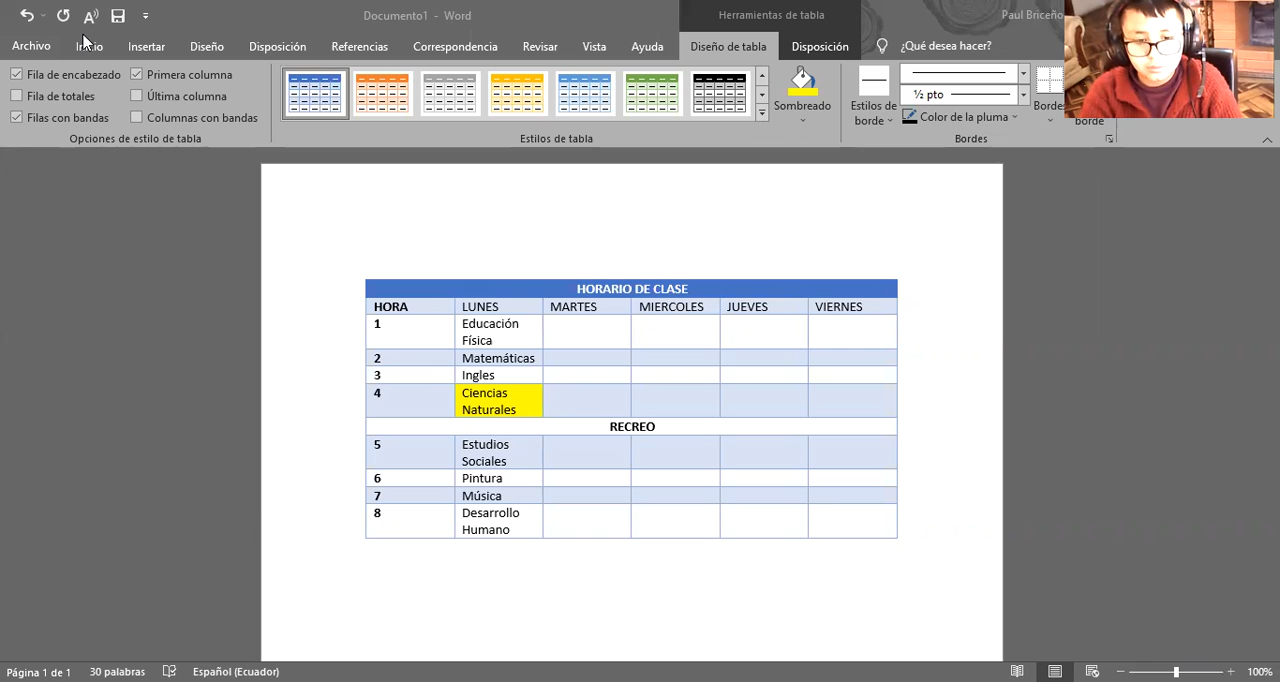 Documento1 - Word
Herramientas de tabla
Paul Briceño
Archivo
Inicio
Insertar
Diseño
Disposición
Referencias
Correspondencia
Revisar
Vista
Ayuda
Diseño de tabla
Disposición
¿Qué desea hacer?
Fila de encabezado
Primera columna
Fila de totales
Última columna
Filas con bandas
Columnas con bandas
Opciones de estilo de tabla
Estilos de tabla
Sombreado
Estilos de
borde
½ pto
Color de la pluma
Bordes
borde
Bordes
HORARIO DE CLASE
HORA LUNES MARTES MIERCOLES JUEVES VIERNES
1 Educación
Física
2 Matemáticas
3 Ingles
4 Ciencias
Naturales
RECREO
5 Estudios
Sociales
6 Pintura
7 Música
8 Desarrollo
Humano
Página 1 de 1
30 palabras
Español (Ecuador)
100%